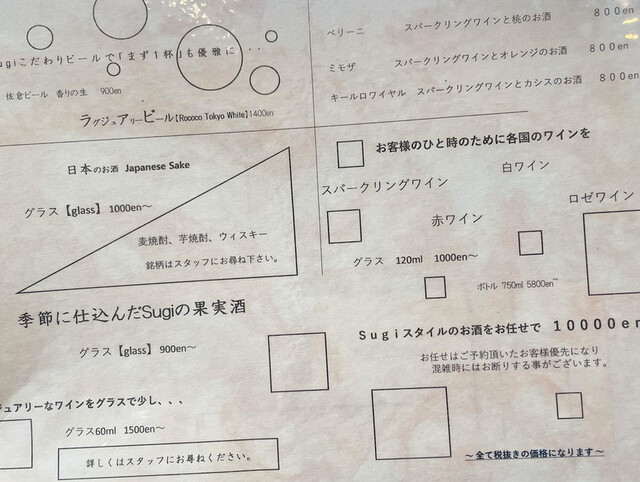 Sugiこだわりビールで「まず1杯」も優雅に・・
佐倉ビール 香りの生 900en
ラグジュアリービール【Rococo Tokyo White】1400en
ベリーニ スパークリングワインと桃のお酒 800en
ミモザ スパークリングワインとオレンジのお酒 800en
キールロワイヤル スパークリングワインとカシスのお酒 800en
日本のお酒 Japanese Sake
グラス【glass】 1000en～
麦焼酎、芋焼酎、ウィスキー
銘柄はスタッフにお尋ね下さい。
お客様のひと時のために各国のワインを
白ワイン
スパークリングワイン
ロゼワイン
赤ワイン
グラス 120ml 1000en～
ボトル 750ml 5800en～
季節に仕込んだSugiの果実酒
グラス【glass】 900en～
ジュアリーなワインをグラスで少し、、、
グラス60ml 1500en～
詳しくはスタッフにお尋ねください。
Sugiスタイルのお酒をお任せで 10000en
お任せはご予約頂いたお客様優先になり
混雑時にはお断りする事がございます。
～全て税抜きの価格になります～